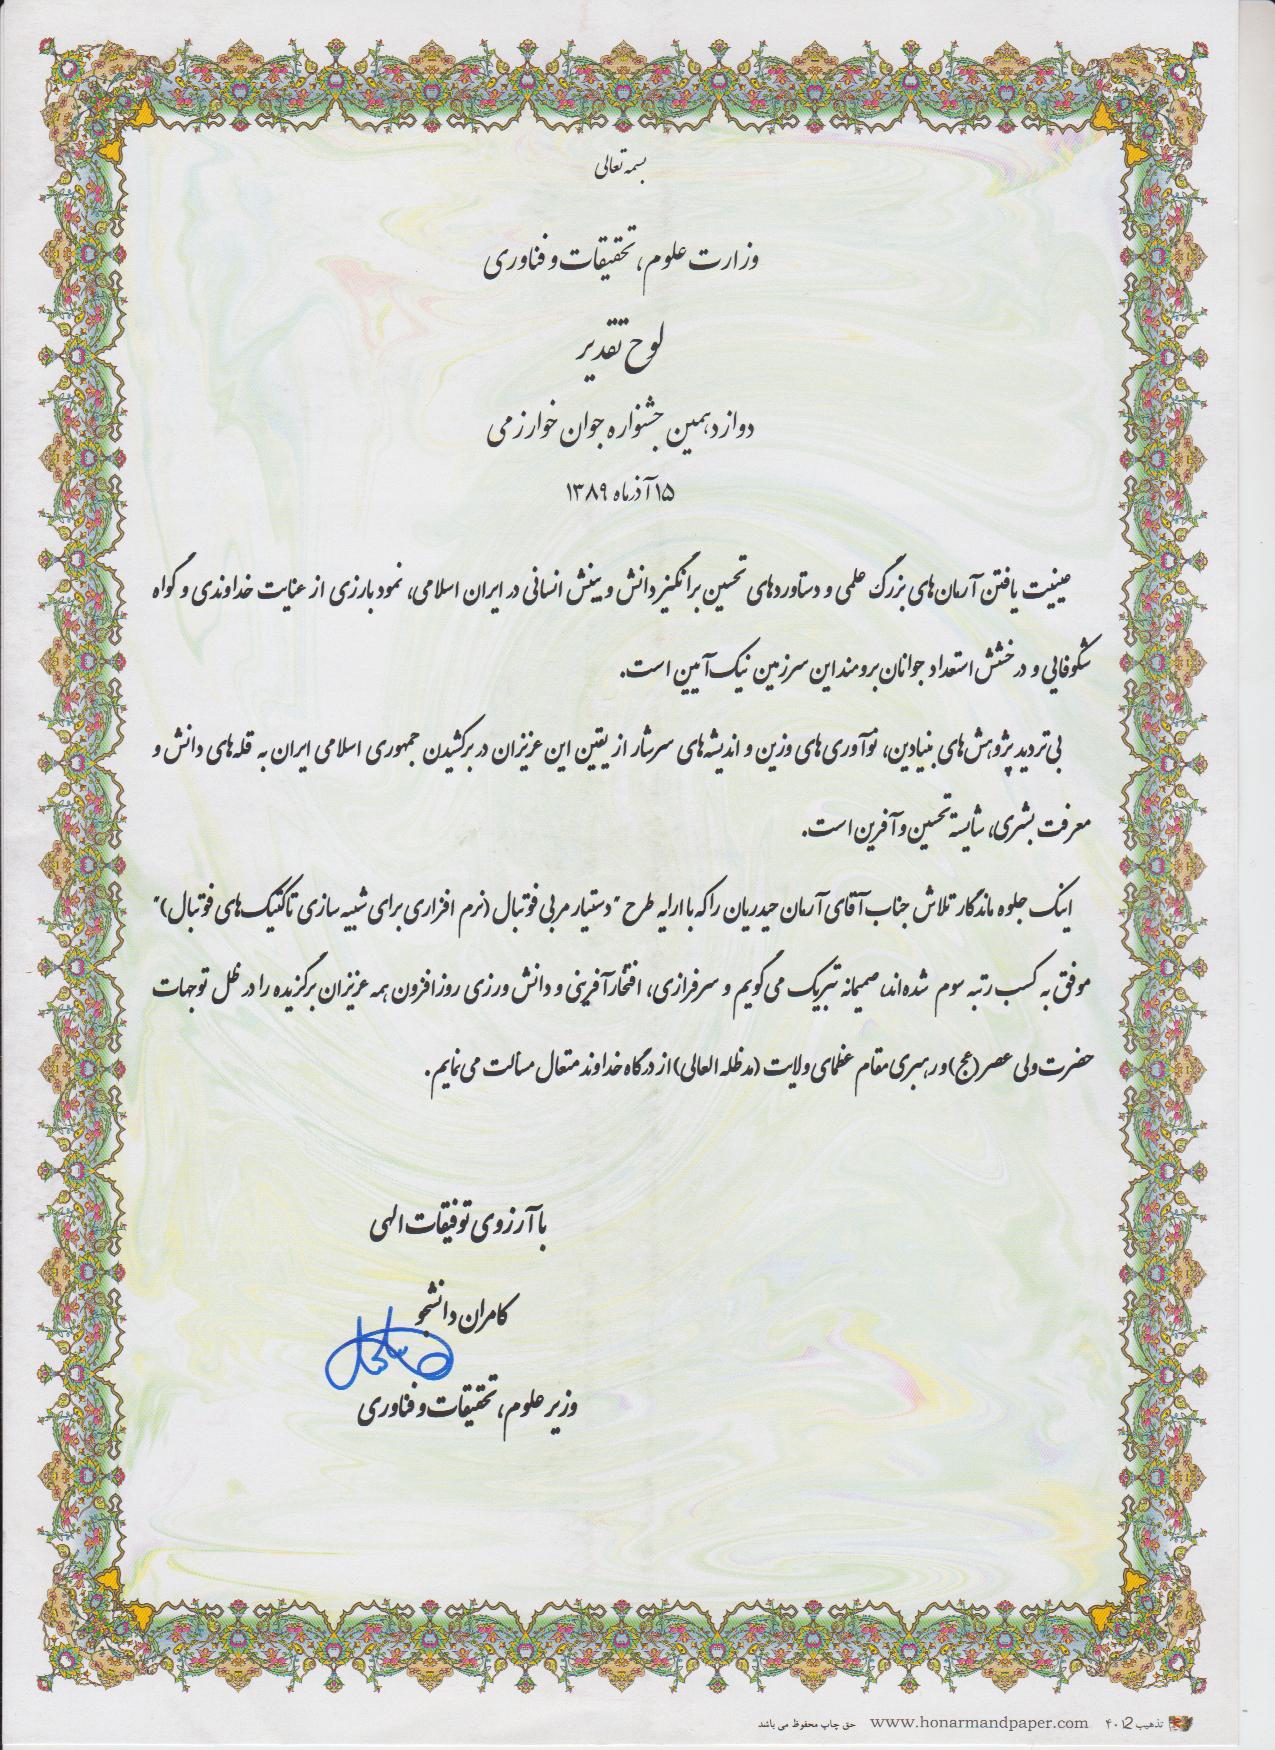 بسمه تعالی
وزارت علوم، تحقیقات و فناوری
لوح تقدیر
دوازدهمین جشنواره جوان خوارزمی
۱۵ آذرماه ۱۳۸۹
عینیت یافتن آرمان‌های بزرگ علمی و دستاوردهای تحسین برانگیز دانش و بینش انسانی در ایران اسلامی، نمود بارزی از عنایت خداوندی و گواه
شکوفایی و درخشش استعداد جوانان برومند این سرزمین نیک آیین است.
بی‌تردید پژوهش‌های بنیادین، نوآوری‌های وزین و اندیشه‌های سرشار از یقین این عزیزان در برکشیدن جمهوری اسلامی ایران به قله‌های دانش و
معرفت بشری، شایسته تحسین و آفرین است.
اینک جلوه ماندگار تلاش جناب آقای آرمان حیدریان را که با ارایه طرح "دستیار مربی فوتبال (نرم افزاری برای شبیه سازی تاکتیک‌های فوتبال)"
موفق به کسب رتبه سوم شده‌اند، صمیمانه تبریک می‌گویم و سرفرازی، افتخارآفرینی و دانش ورزی روزافزون همه عزیزان برگزیده را در ظل توجهات
حضرت ولی عصر(عج) و رهبری مقام عظمای ولایت (مدظله العالی) از درگاه خداوند متعال مسالت می‌نمایم.
با آرزوی توفیقات الهی
کامران دانشجو
وزیر علوم، تحقیقات و فناوری
تذهیب ۴۰۱2 www.honarmandpaper.com حق چاپ محفوظ می باشد